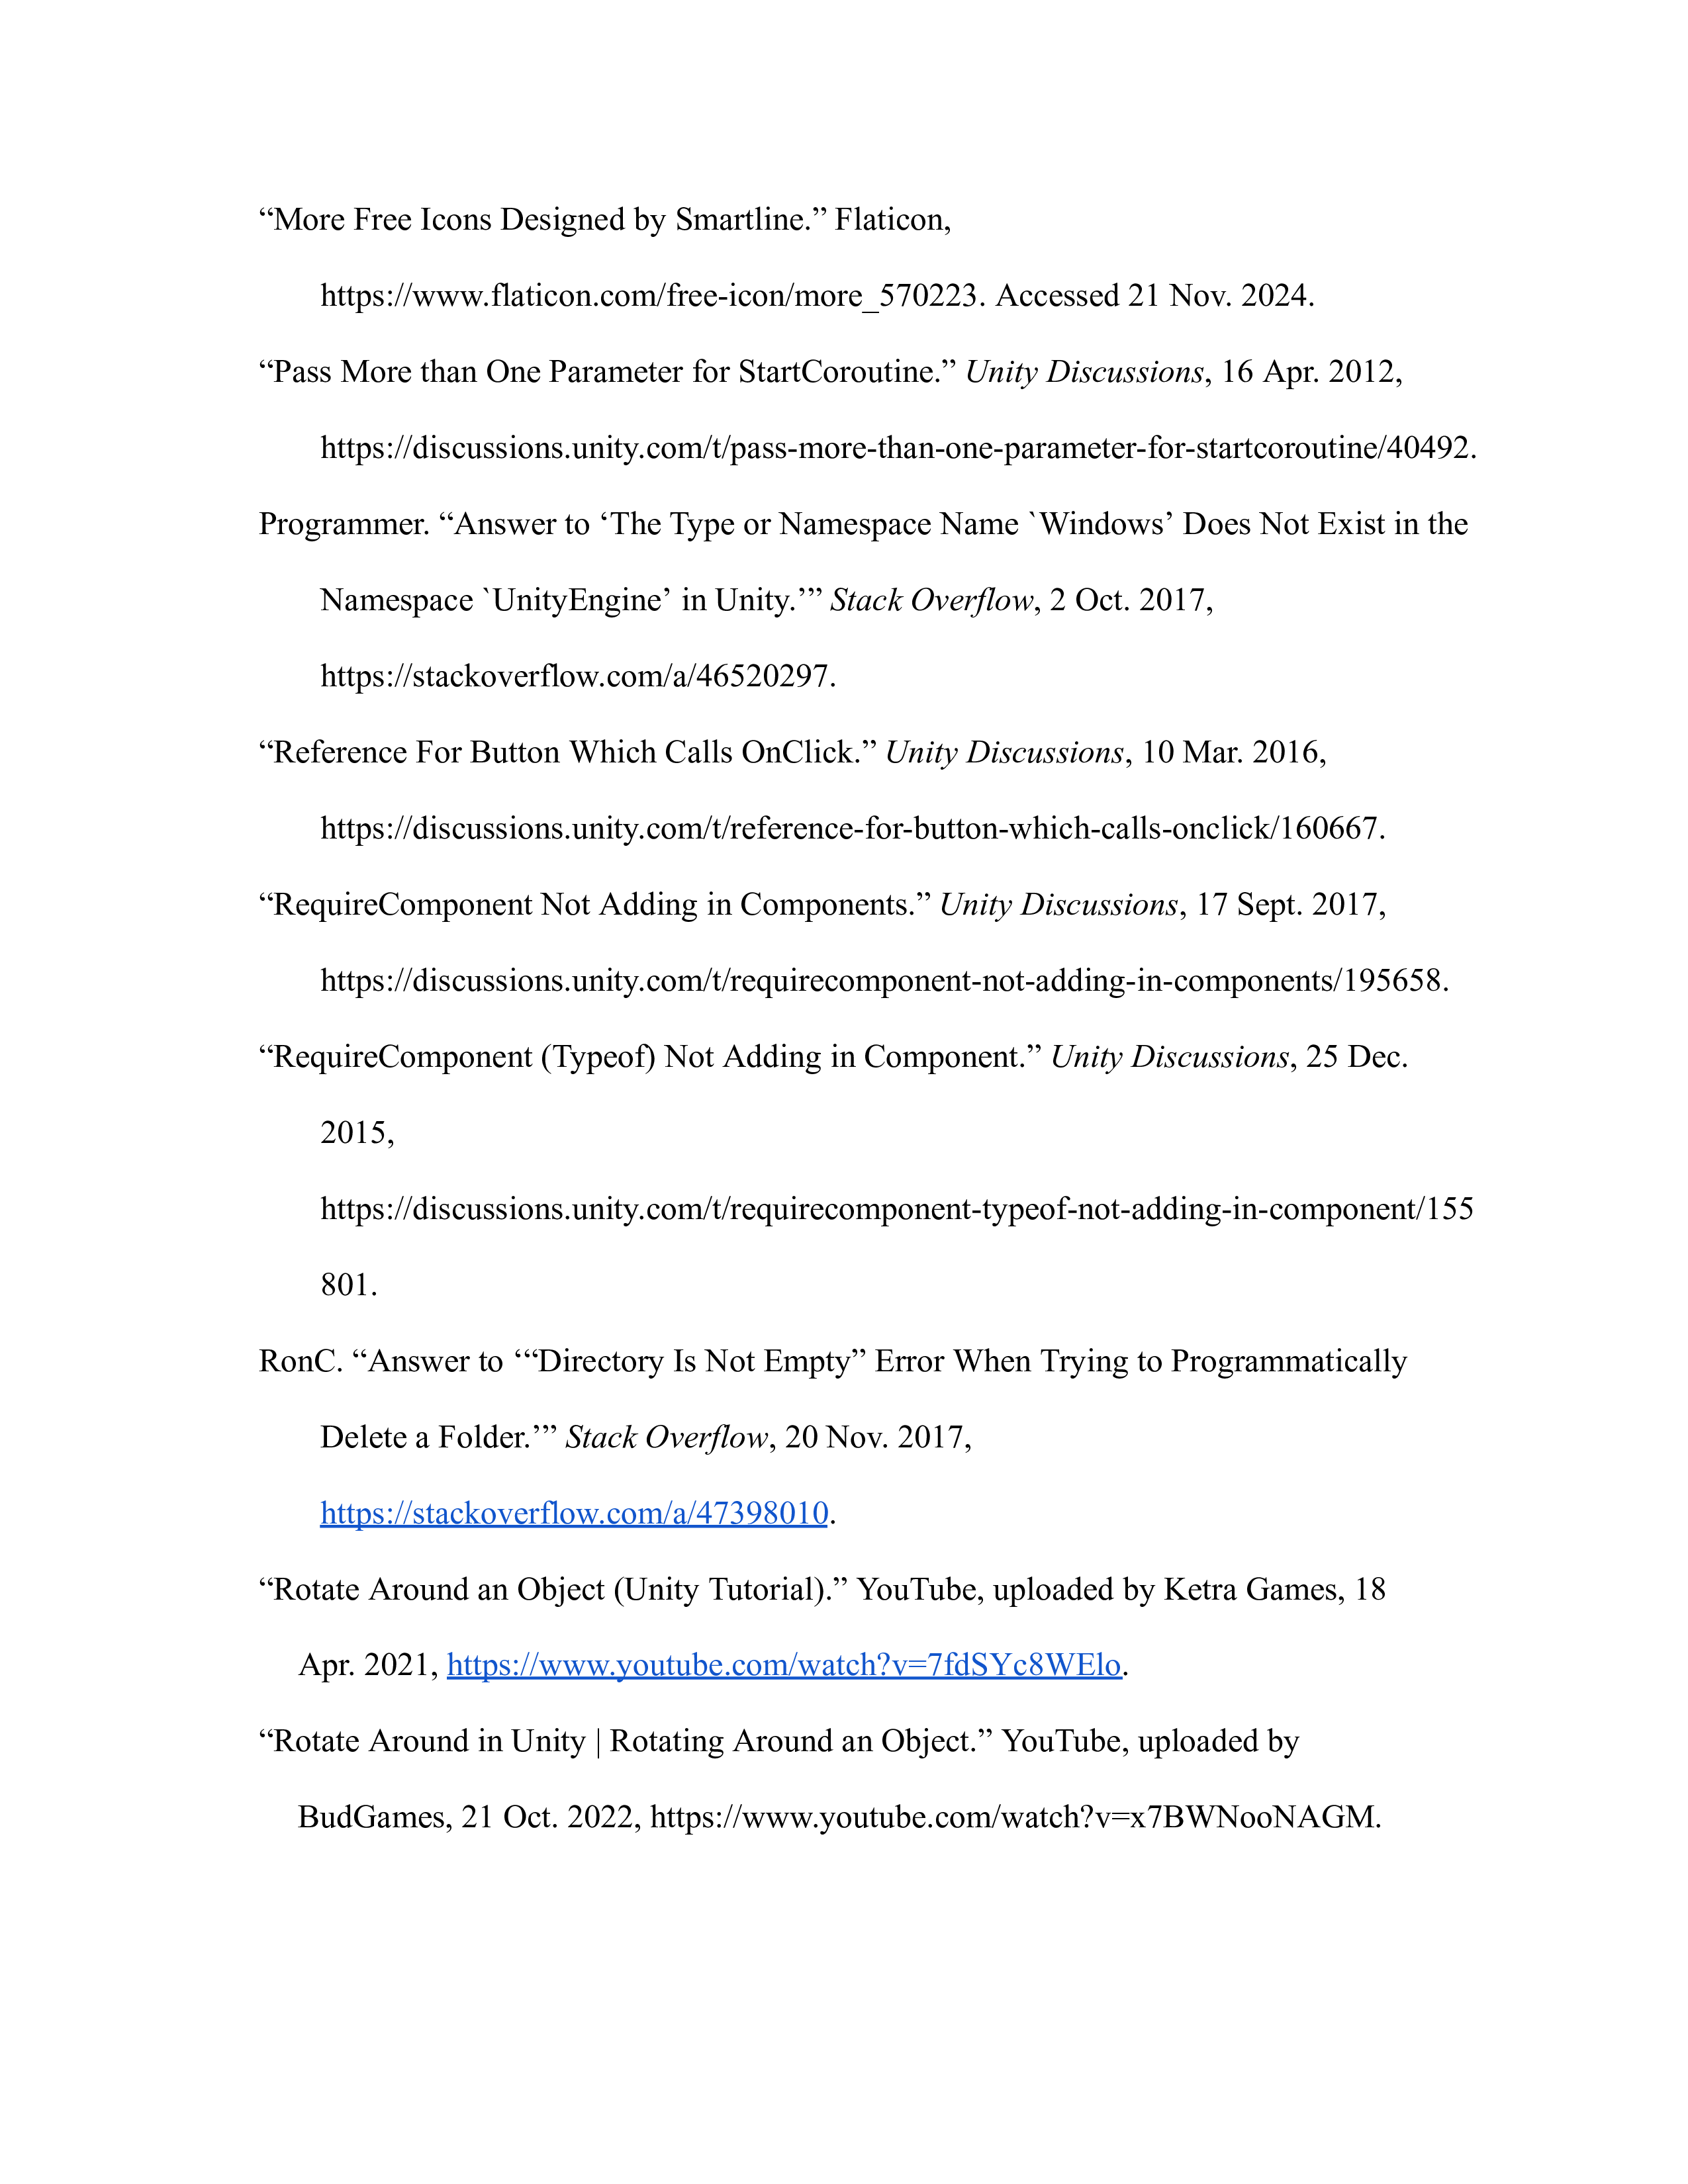 “More Free Icons Designed by Smartline.” Flaticon,
https://www.flaticon.com/free-icon/more_570223. Accessed 21 Nov. 2024.
“Pass More than One Parameter for StartCoroutine.” Unity Discussions, 16 Apr. 2012,
https://discussions.unity.com/t/pass-more-than-one-parameter-for-startcoroutine/40492.
Programmer. “Answer to ‘The Type or Namespace Name `Windows’ Does Not Exist in the
Namespace `UnityEngine’ in Unity.’” Stack Overflow, 2 Oct. 2017,
https://stackoverflow.com/a/46520297.
“Reference For Button Which Calls OnClick.” Unity Discussions, 10 Mar. 2016,
https://discussions.unity.com/t/reference-for-button-which-calls-onclick/160667.
“RequireComponent Not Adding in Components.” Unity Discussions, 17 Sept. 2017,
https://discussions.unity.com/t/requirecomponent-not-adding-in-components/195658.
“RequireComponent (Typeof) Not Adding in Component.” Unity Discussions, 25 Dec.
2015,
https://discussions.unity.com/t/requirecomponent-typeof-not-adding-in-component/155
801.
RonC. “Answer to ‘“Directory Is Not Empty” Error When Trying to Programmatically
Delete a Folder.’” Stack Overflow, 20 Nov. 2017,
https://stackoverflow.com/a/47398010.
“Rotate Around an Object (Unity Tutorial).” YouTube, uploaded by Ketra Games, 18
Apr. 2021, https://www.youtube.com/watch?v=7fdSYc8WElo.
“Rotate Around in Unity | Rotating Around an Object.” YouTube, uploaded by
BudGames, 21 Oct. 2022, https://www.youtube.com/watch?v=x7BWNooNAGM.